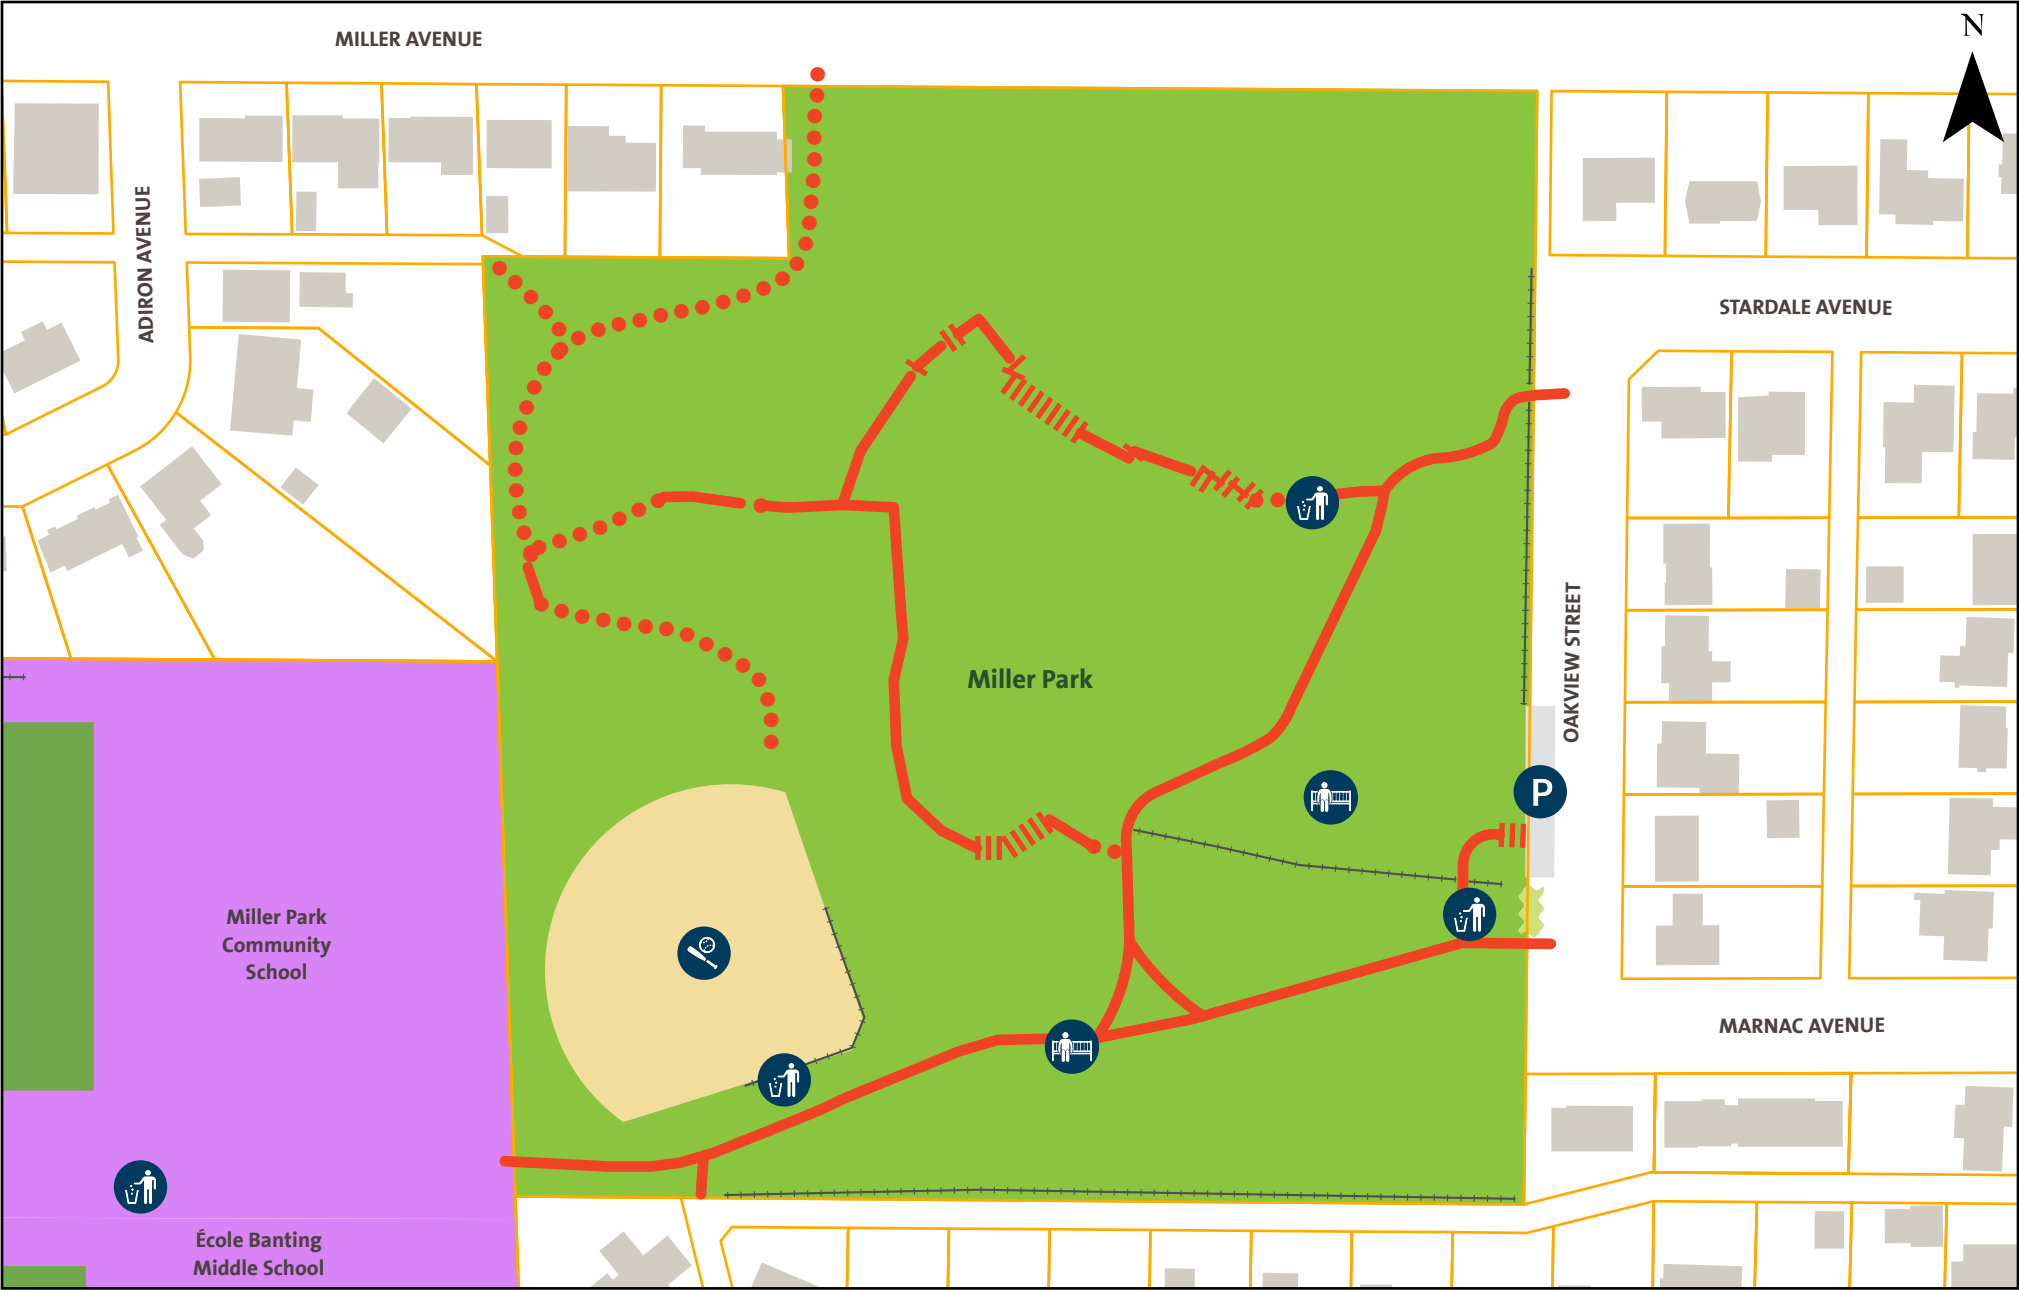 MILLER AVENUE
N
ADIRON AVENUE
STARDALE AVENUE
Miller Park
OAKVIEW STREET
P
Miller Park
Community
School
MARNAC AVENUE
École Banting
Middle School